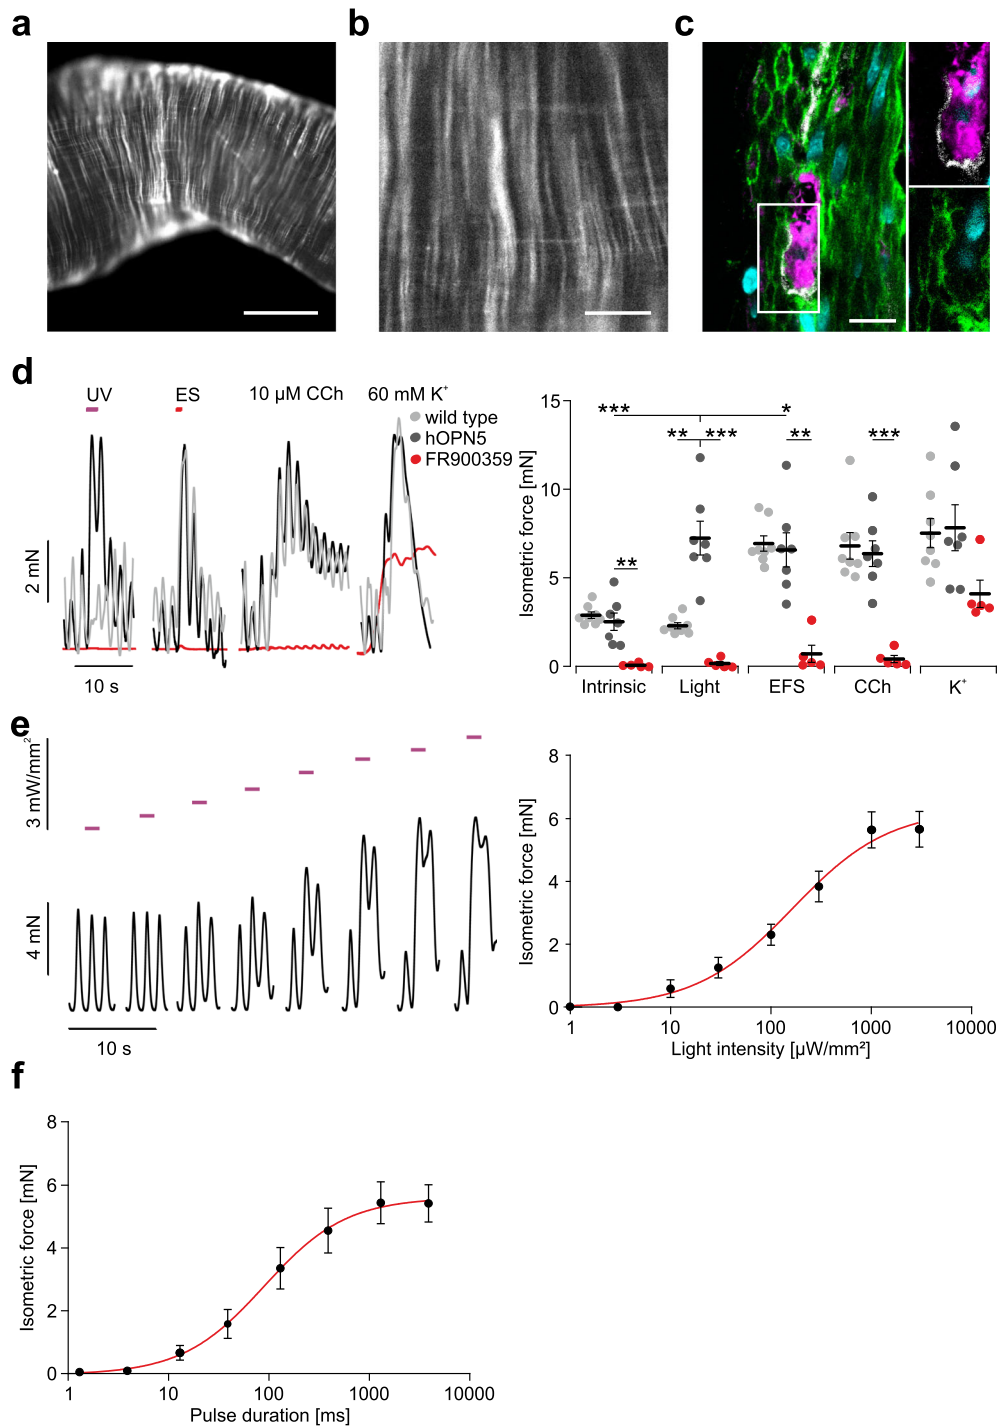 a
b
c
d
UV
ES
10 µM CCh
60 mM K⁺
wild type
hOPN5
FR900359
2 mN
10 s
Isometric force [mN]
15
10
5
0
***
*
**
***
**
***
**
Intrinsic
Light
EFS
CCh
K⁺
e
3 mW/mm²
4 mN
10 s
Isometric force [mN]
8
6
4
2
0
1
10
100
1000
10000
Light intensity [µW/mm²]
f
Isometric force [mN]
8
6
4
2
0
1
10
100
1000
10000
Pulse duration [ms]